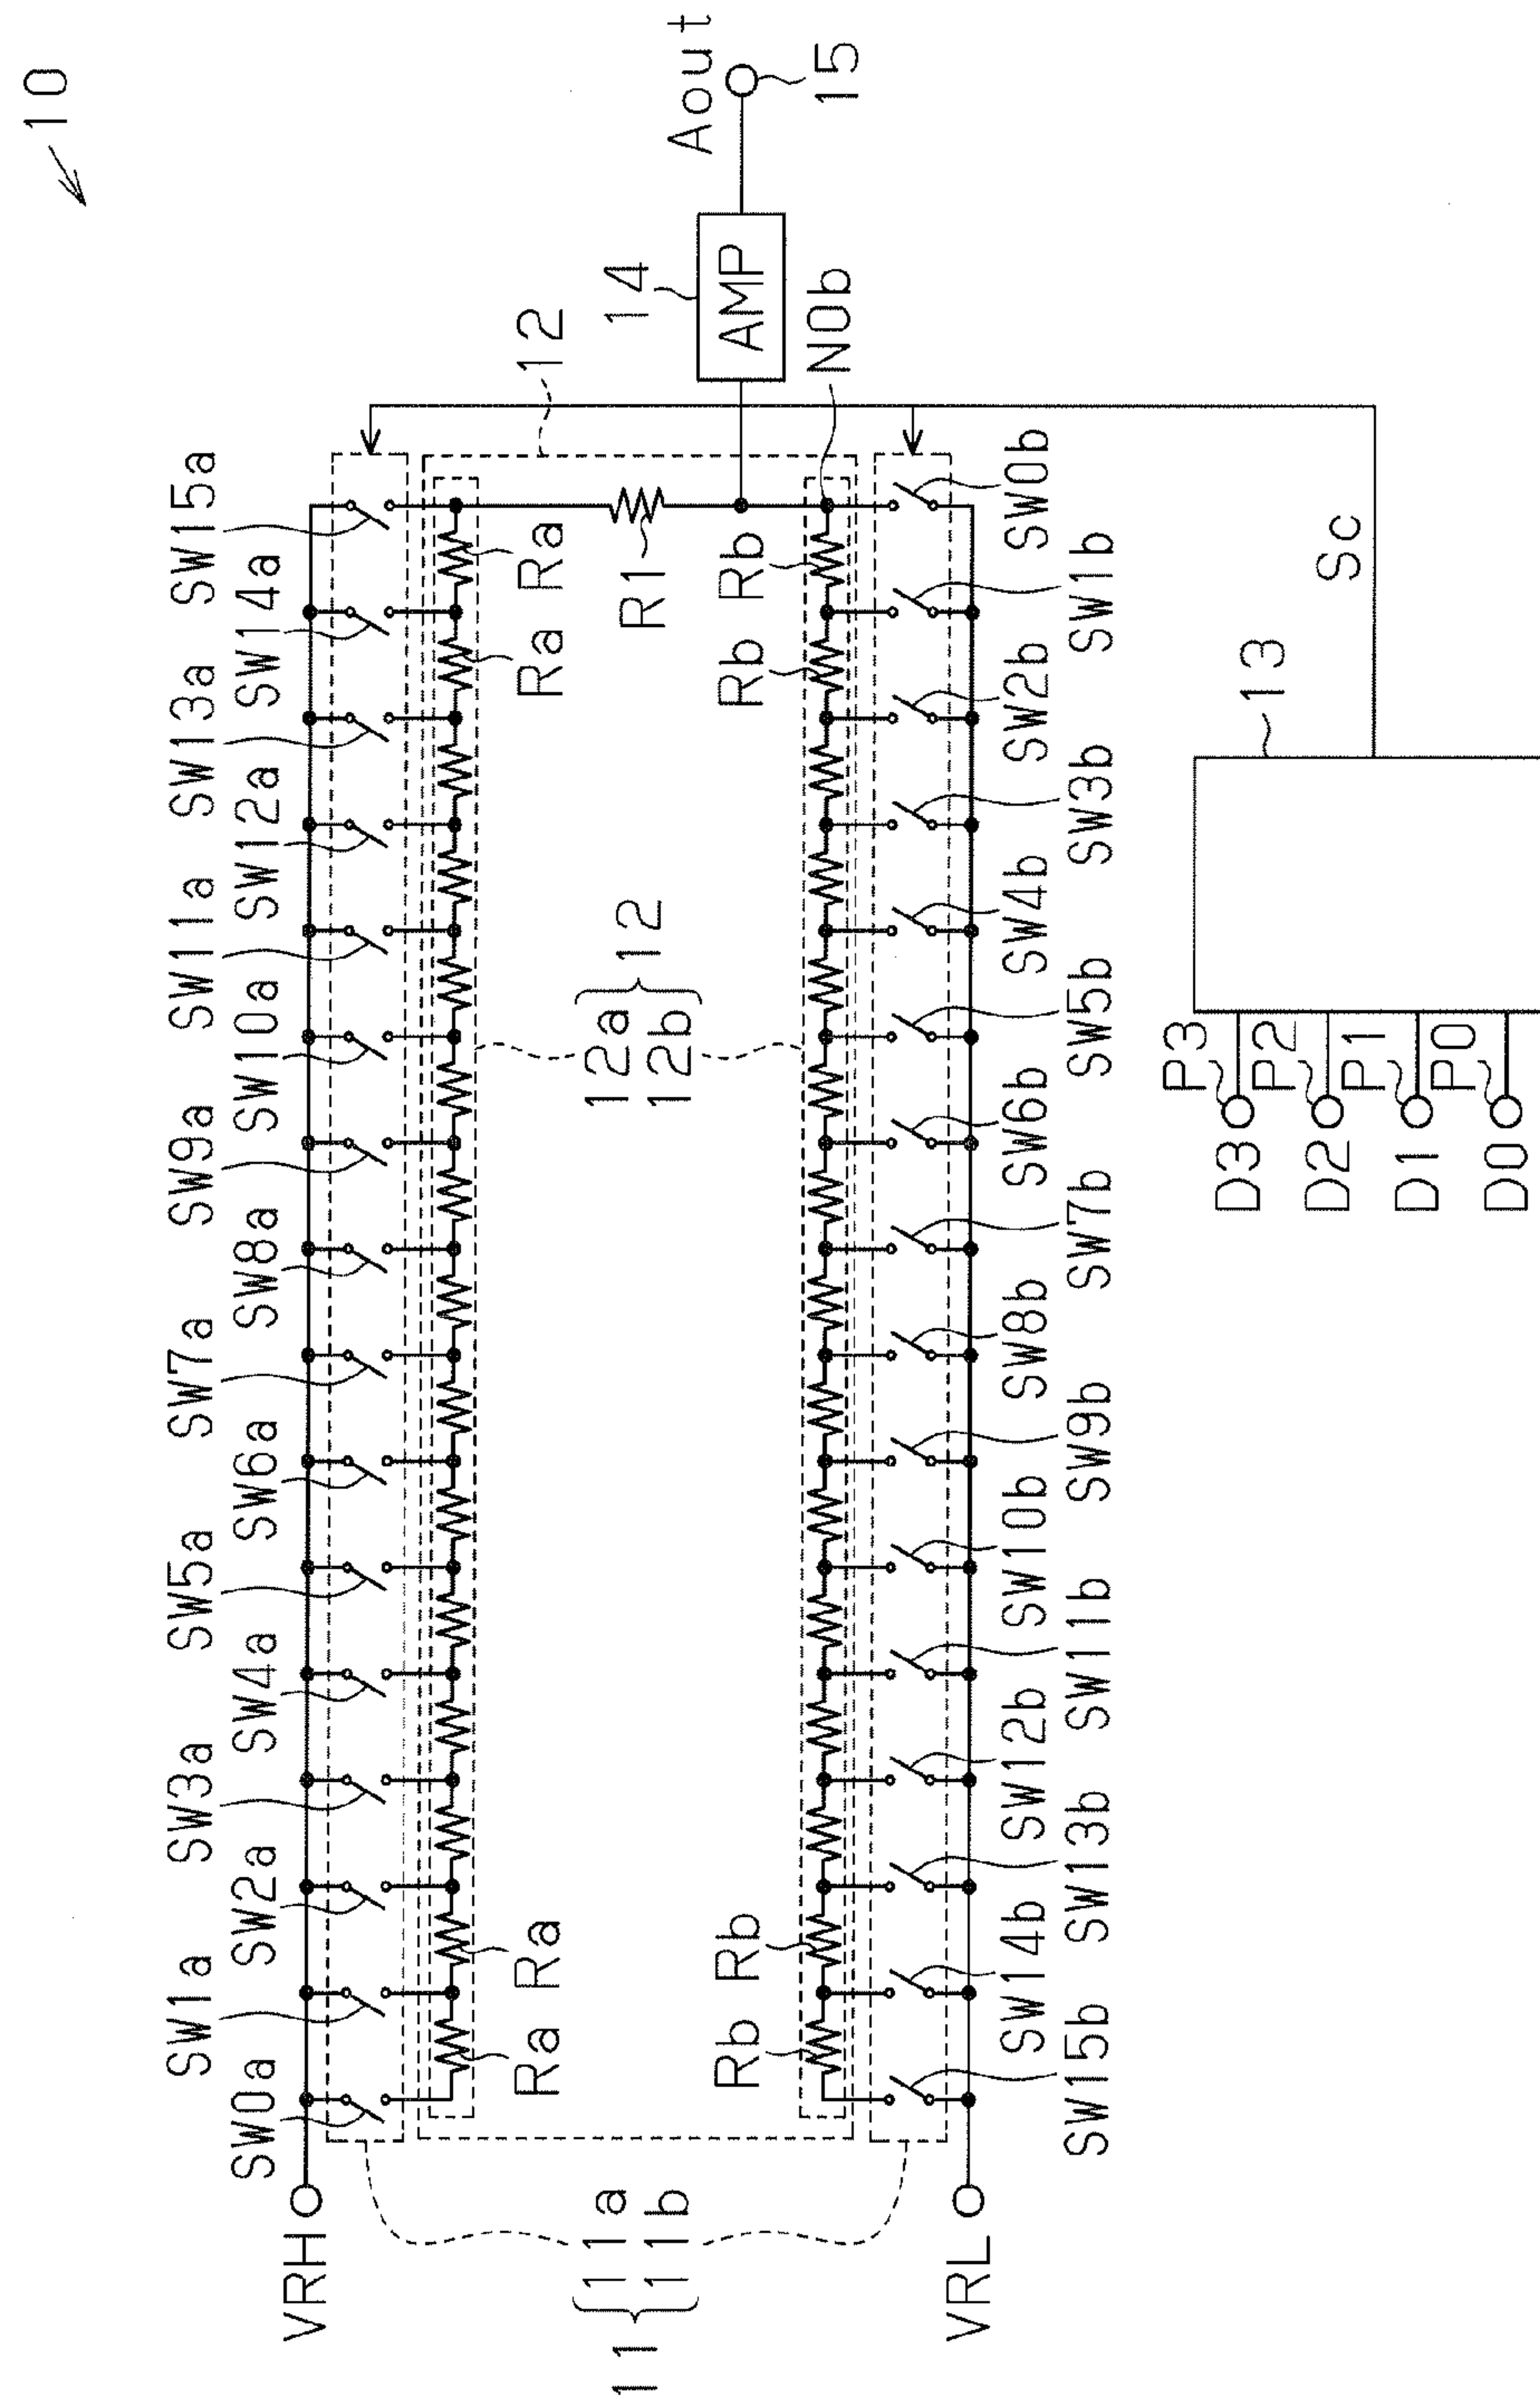 10
SW15a
SW14a
SW13a
SW12a
SW11a
SW10a
SW9a
SW8a
SW7a
SW6a
SW5a
SW4a
SW3a
SW2a
SW1a
SW0a
VRH
Ra
Ra
Ra
Ra
R1
12
14
AMP
Aout
15
N0b
12a
12b
12
11a
11b
11
Rb
Rb
Rb
Rb
SW0b
SW1b
SW2b
SW3b
SW4b
SW5b
SW6b
SW7b
SW8b
SW9b
SW10b
SW11b
SW12b
SW13b
SW14b
SW15b
VRL
Sc
13
P3
D3
P2
D2
P1
D1
P0
D0